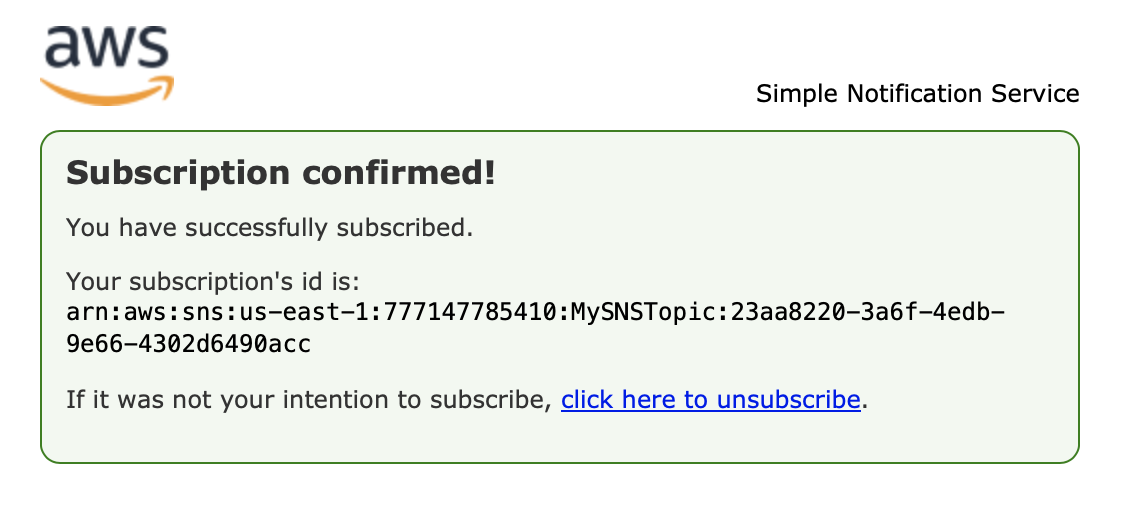 aws
Simple Notification Service
Subscription confirmed!
You have successfully subscribed.
Your subscription's id is:
arn:aws:sns:us-east-1:777147785410:MySNSTopic:23aa8220-3a6f-4edb-
9e66-4302d6490acc
If it was not your intention to subscribe, click here to unsubscribe.